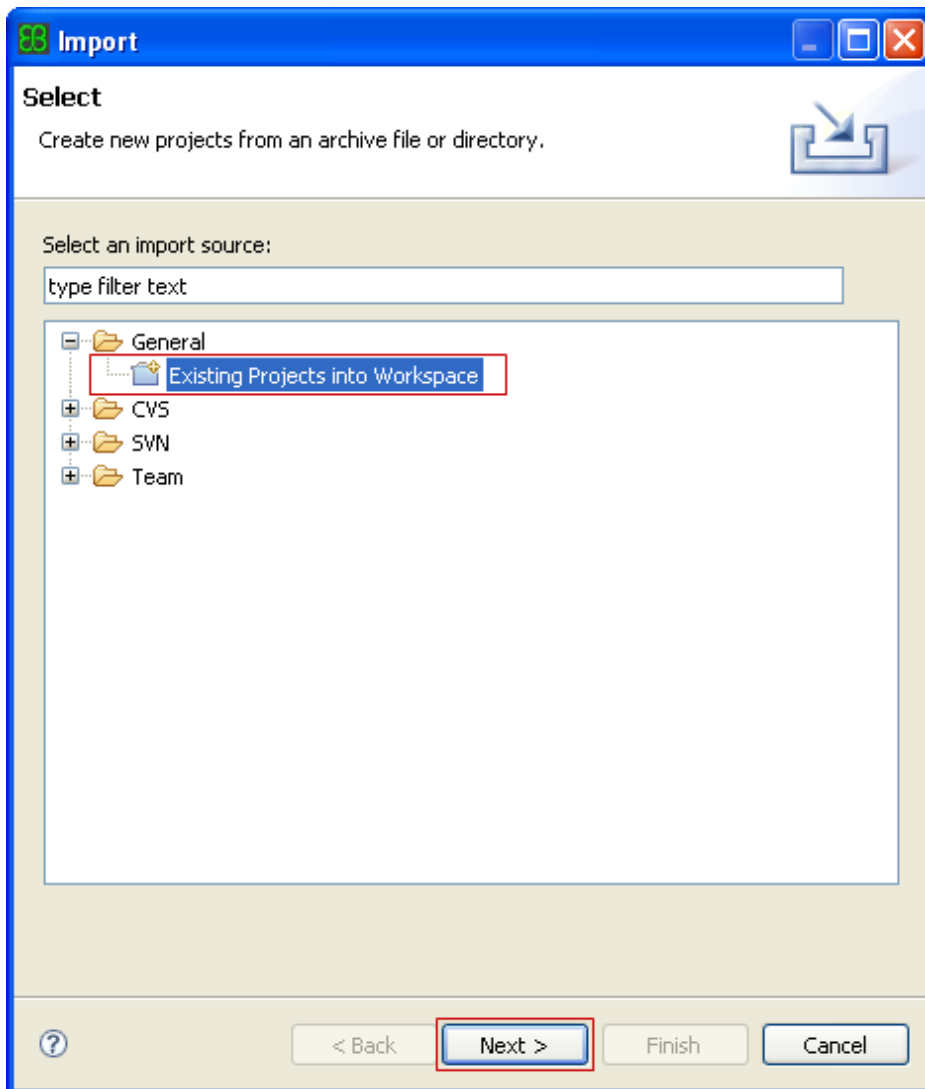 EB Import
Select
Create new projects from an archive file or directory.
Select an import source:
type filter text
General
Existing Projects into Workspace
CVS
SVN
Team
? < Back Next > Finish Cancel